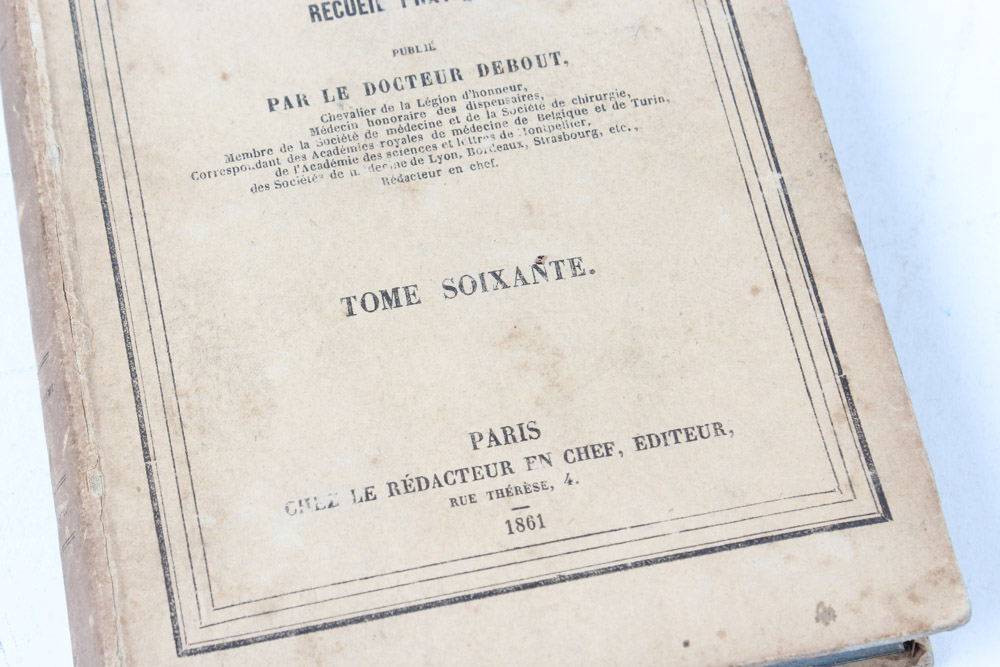 RECUEIL
PUBLIÉ
PAR LE DOCTEUR DEBOUT,
Chevalier de la Légion d'honneur,
Médecin honoraire des dispensaires,
Membre de la Société de médecine et de la Société de chirurgie,
Correspondant des Académies royales de médecine de Belgique et de Turin,
de l'Académie des sciences et lettres de Montpellier,
des Sociétés de médecine de Lyon, Bordeaux, Strasbourg, etc.,
Rédacteur en chef.
TOME SOIXANTE.
PARIS
CHEZ LE RÉDACTEUR EN CHEF, EDITEUR,
RUE THÉRÈSE, 4.
1861